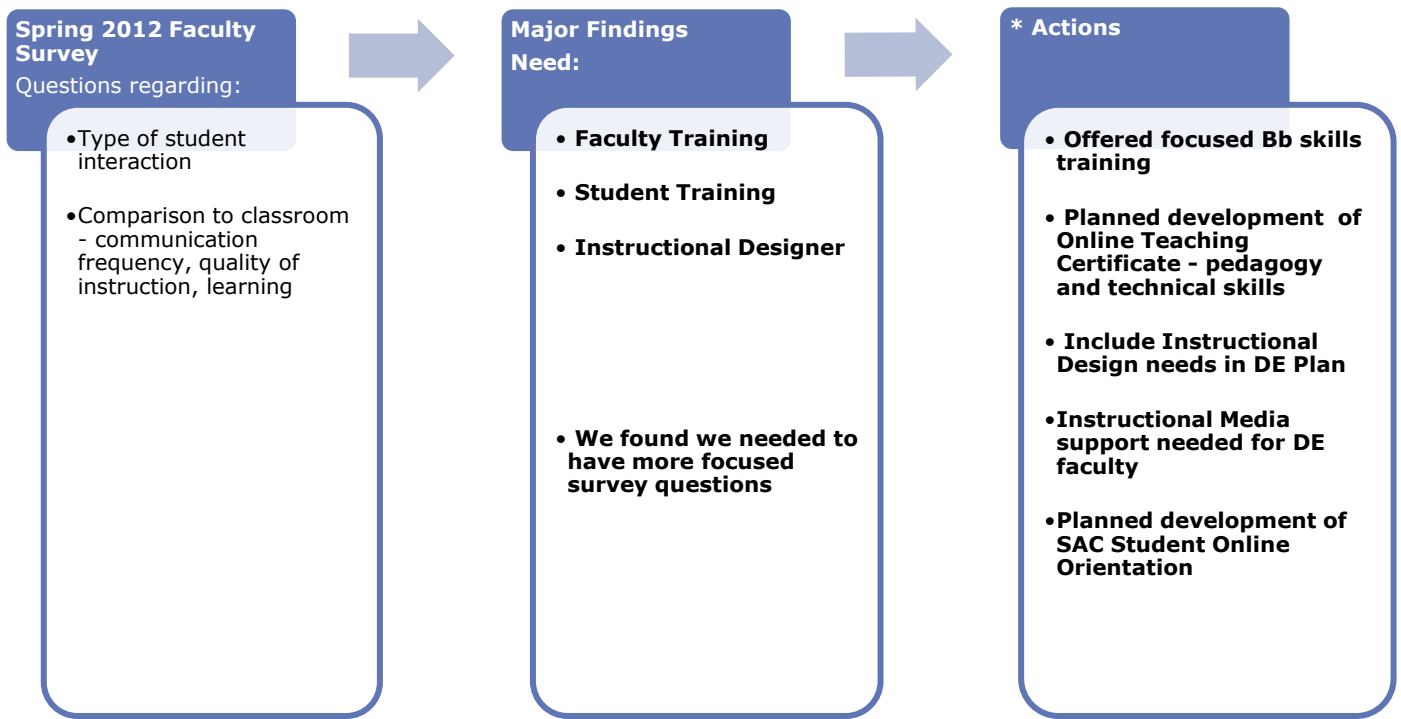 Spring 2012 Faculty
Survey
Questions regarding:
•Type of student
interaction
•Comparison to classroom
- communication
frequency, quality of
instruction, learning
Major Findings
Need:
• Faculty Training
• Student Training
• Instructional Designer
• We found we needed to
have more focused
survey questions
* Actions
• Offered focused Bb skills
training
• Planned development of
Online Teaching
Certificate - pedagogy
and technical skills
• Include Instructional
Design needs in DE Plan
•Instructional Media
support needed for DE
faculty
•Planned development of
SAC Student Online
Orientation